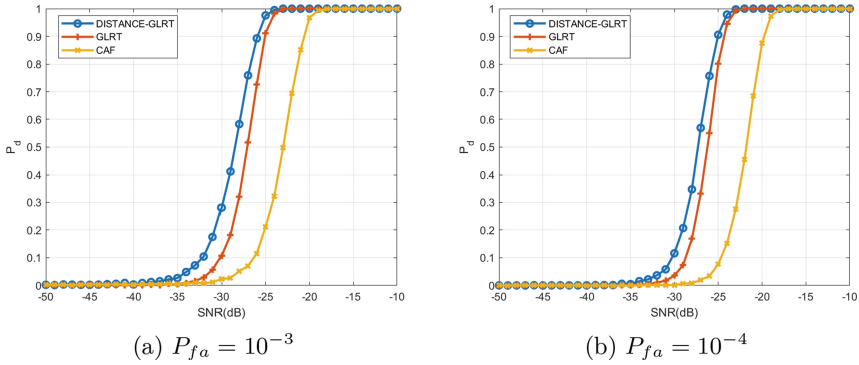 DISTANCE-GLRT
GLRT
CAF
1
0.9
0.8
0.7
0.6
0.5
0.4
0.3
0.2
0.1
0
P_d
-50 -45 -40 -35 -30 -25 -20 -15 -10
SNR(dB)
(a) P_{fa} = 10^{-3}
DISTANCE-GLRT
GLRT
CAF
1
0.9
0.8
0.7
0.6
0.5
0.4
0.3
0.2
0.1
0
P_d
-50 -45 -40 -35 -30 -25 -20 -15 -10
SNR(dB)
(b) P_{fa} = 10^{-4}